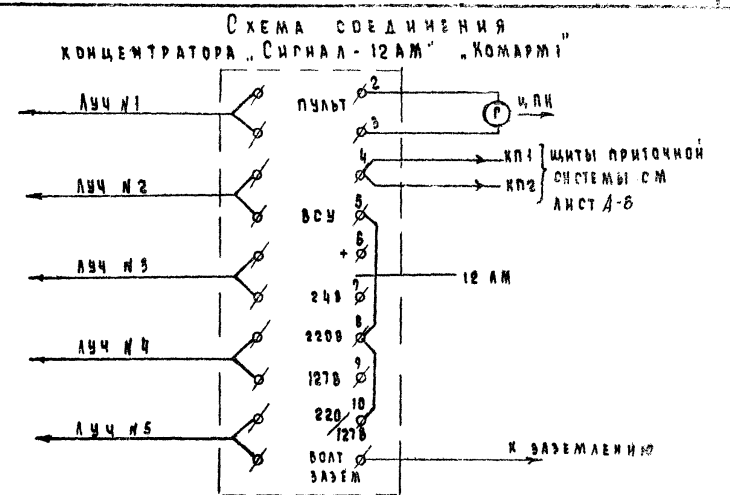 Схема соединения
концентратора „Сигнал-12АМ" „Комарм1"
Луч №1
Луч №2
Луч №3
Луч №4
Луч №5
пульт
2
3
4
ВСУ
5
+
6
24В
7
220В
8
127В
9
220/127В
10
Болт зазем
Р
ЦПН
КП1
КП2
щиты приточной
системы см
лист А-8
12 АМ
К заземлению